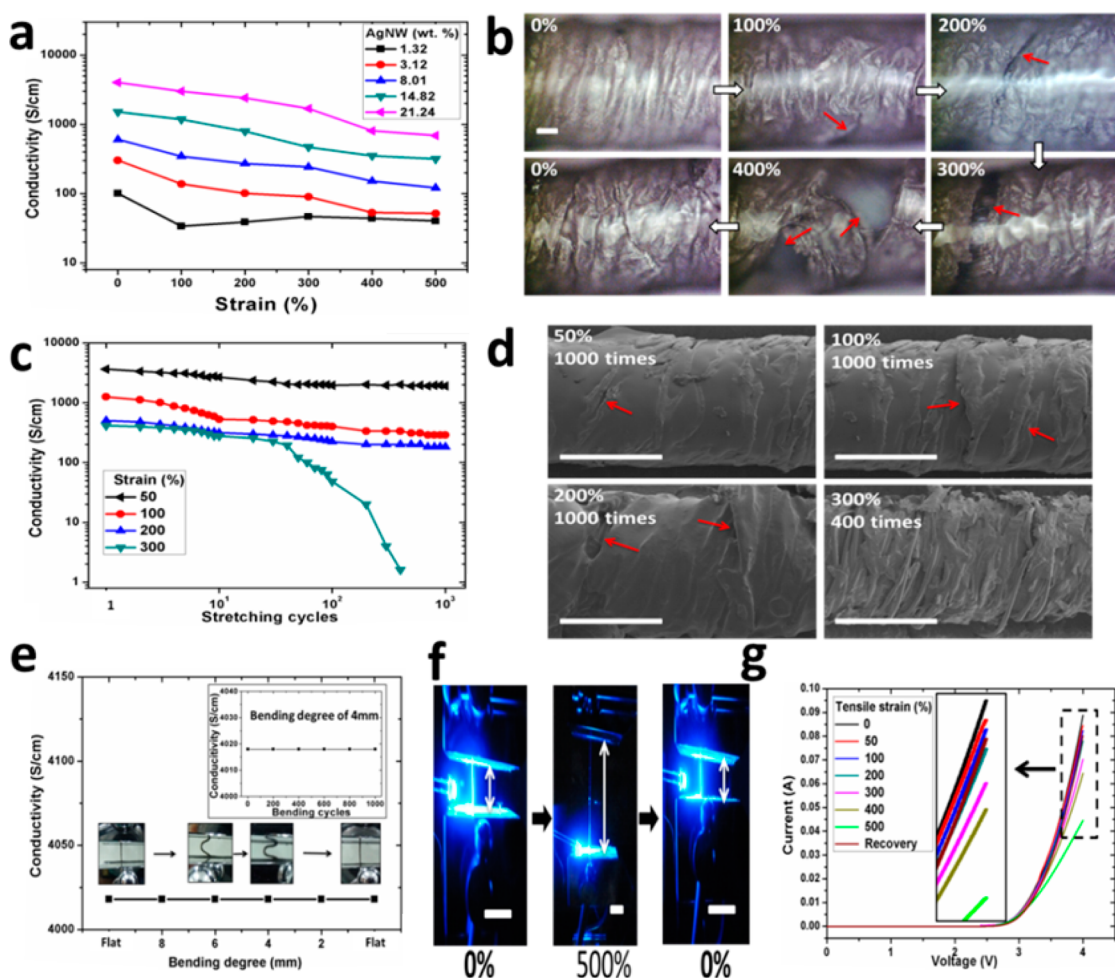 a
AgNW (wt. %)
1.32
3.12
8.01
14.82
21.24
10000
1000
100
10
Conductivity (S/cm)
0 100 200 300 400 500
Strain (%)
b
0% 100% 200%
0% 400% 300%
c
10000
1000
100
10
1
Conductivity (S/cm)
Strain (%)
50
100
200
300
1 10¹ 10² 10³
Stretching cycles
d
50%
1000 times
100%
1000 times
200%
1000 times
300%
400 times
e
4150
4100
4050
4000
Conductivity (S/cm)
4040
4030
4020
4010
4000
Conducitivity (S/cm)
Bending degree of 4mm
0 200 400 600 800 1000
Bending cycles
Flat 8 6 4 2 Flat
Bending degree (mm)
f
0% 500% 0%
g
0.10
0.09
0.08
0.07
0.06
0.05
0.04
0.03
0.02
0.01
0.00
Current (A)
Tensile strain (%)
0
50
100
200
300
400
500
Recovery
0 1 2 3 4
Voltage (V)